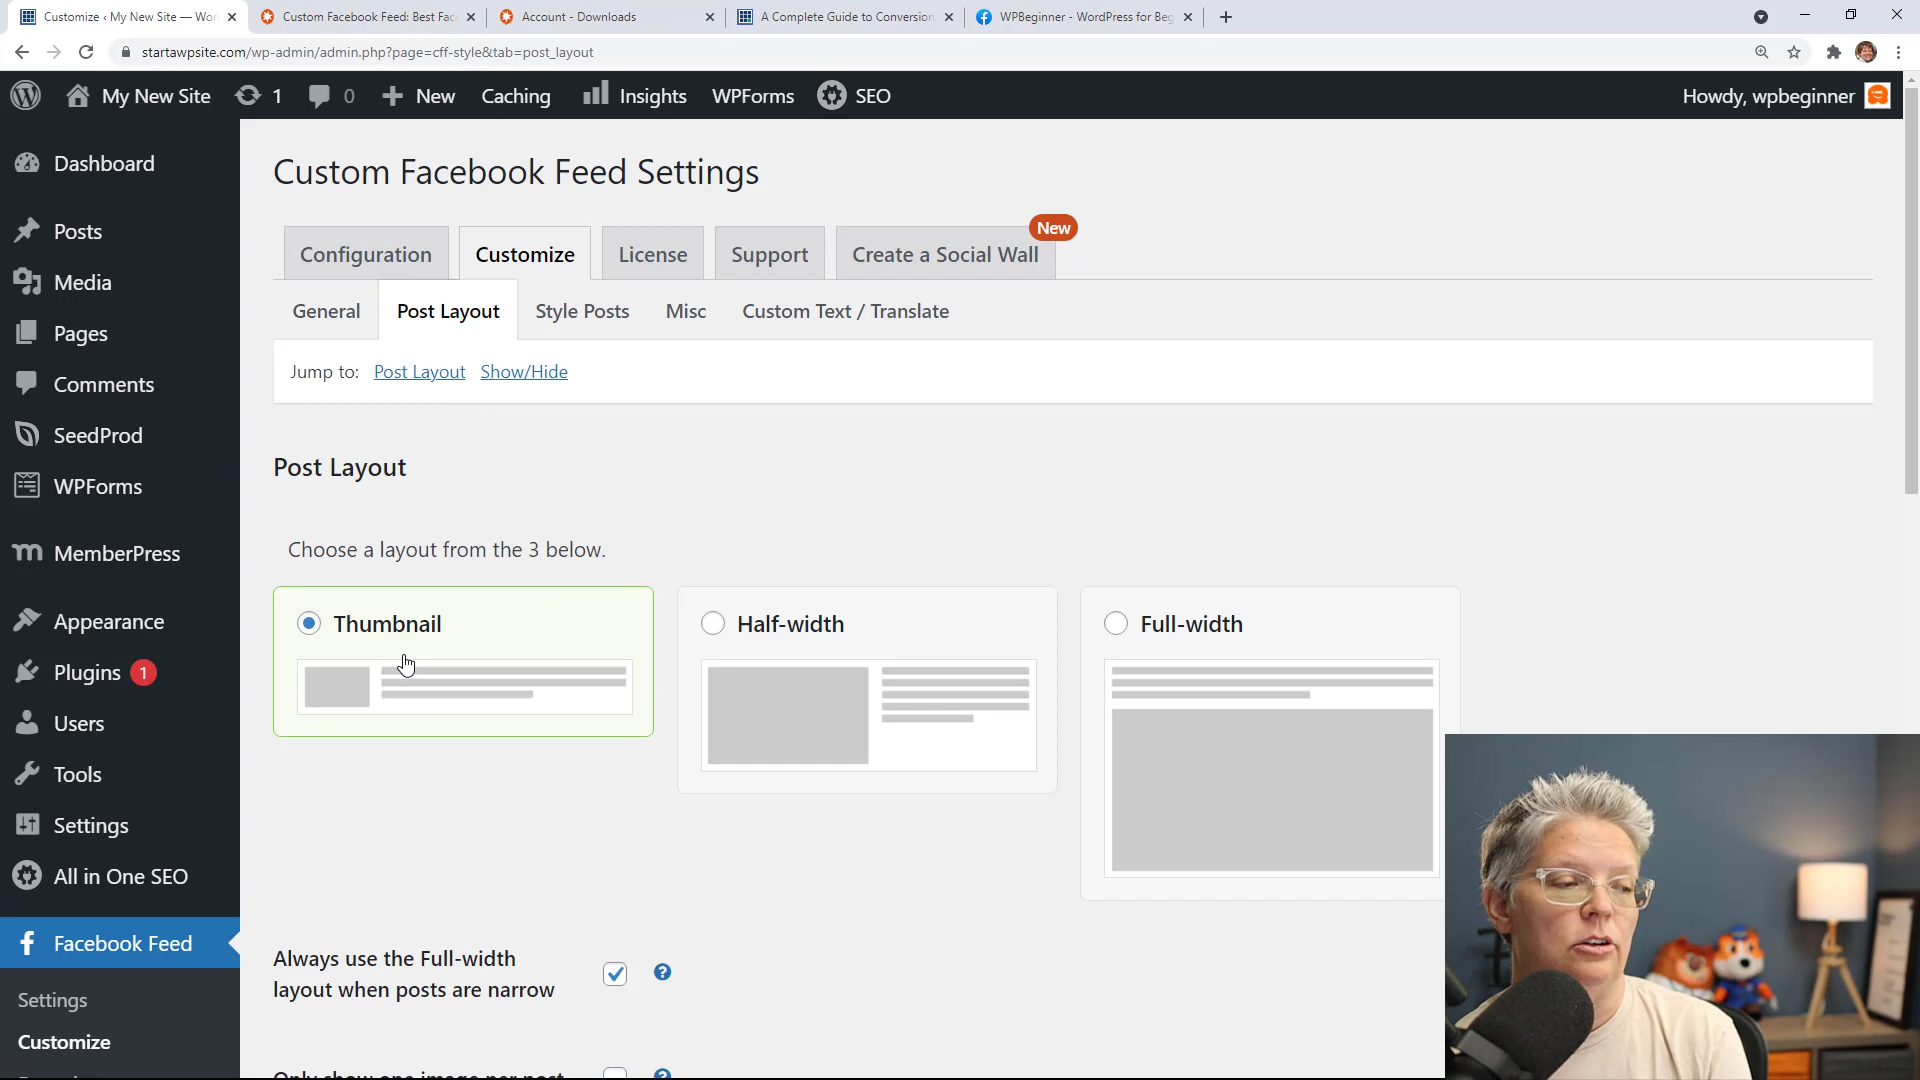 Customize ‹ My New Site — Wor
Custom Facebook Feed: Best Fac
Account - Downloads
A Complete Guide to Conversion
WPBeginner - WordPress for Beg
startawpsite.com/wp-admin/admin.php?page=cff-style&tab=post_layout
My New Site 1 0 New Caching Insights WPForms SEO Howdy, wpbeginner
Dashboard
Posts
Media
Pages
Comments
SeedProd
WPForms
MemberPress
Appearance
Plugins 1
Users
Tools
Settings
All in One SEO
Facebook Feed
Settings
Customize
Custom Facebook Feed Settings
New
Configuration Customize License Support Create a Social Wall
General Post Layout Style Posts Misc Custom Text / Translate
Jump to: Post Layout Show/Hide
Post Layout
Choose a layout from the 3 below.
Thumbnail
Half-width
Full-width
Always use the Full-width
layout when posts are narrow
Only show one image per post